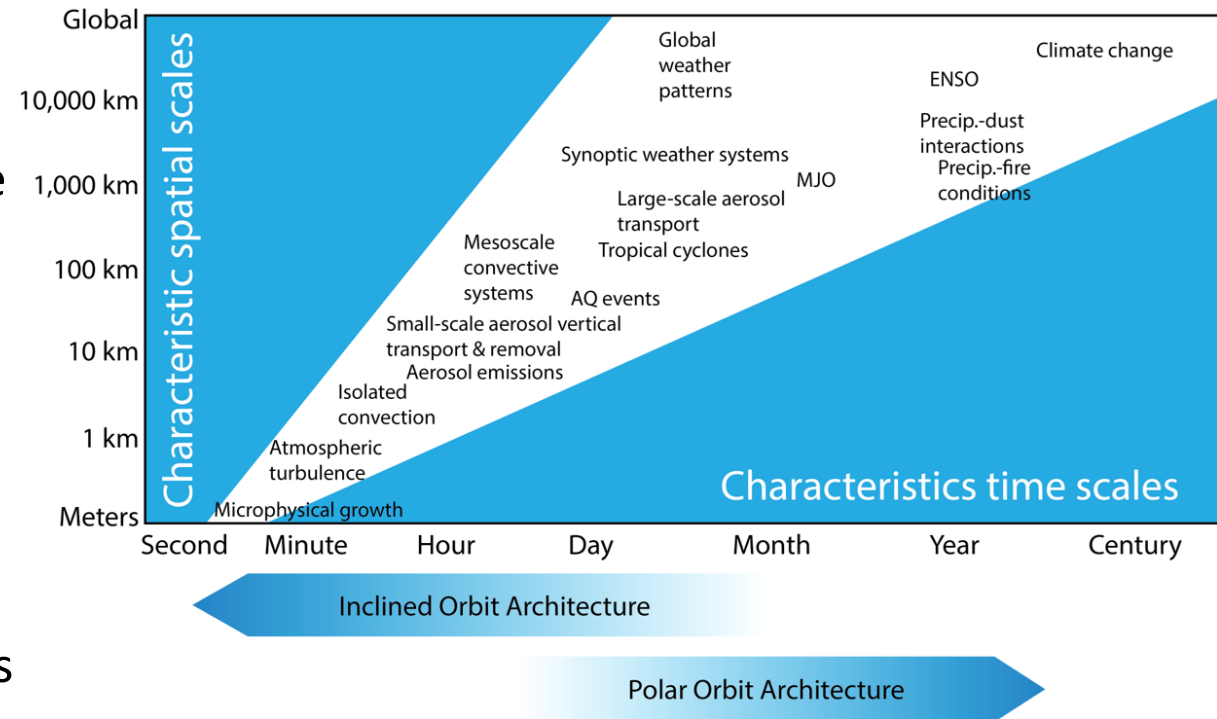 Global
10,000 km
1,000 km
100 km
10 km
1 km
Meters
Characteristic spatial scales
Global
weather
patterns
Climate change
ENSO
Precip.-dust
interactions
Precip.-fire
conditions
Synoptic weather systems
MJO
Large-scale aerosol
transport
Tropical cyclones
Mesoscale
convective
systems
AQ events
Small-scale aerosol vertical
transport & removal
Aerosol emissions
Isolated
convection
Atmospheric
turbulence
Microphysical growth
Characteristics time scales
Second Minute Hour Day Month Year Century
Inclined Orbit Architecture
Polar Orbit Architecture
e
s